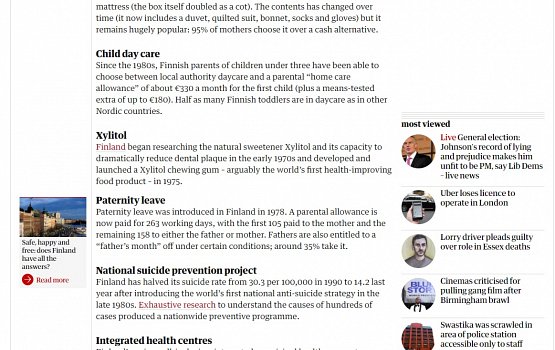 mattress (the box itself doubled as a cot). The contents has changed over
time (it now includes a duvet, quilted suit, bonnet, socks and gloves) but it
remains hugely popular: 95% of mothers choose it over a cash alternative.
Child day care
Since the 1980s, Finnish parents of children under three have been able to
choose between local authority daycare and a parental “home care
allowance” of about €330 a month for the first child (plus a means-tested
extra of up to €180). Half as many Finnish toddlers are in daycare as in other
Nordic countries.
Xylitol
Finland began researching the natural sweetener Xylitol and its capacity to
dramatically reduce dental plaque in the early 1970s and developed and
launched a Xylitol chewing gum – arguably the world’s first health-improving
food product – in 1975.
Paternity leave
Paternity leave was introduced in Finland in 1978. A parental allowance is
now paid for 263 working days, with the first 105 paid to the mother and the
remaining 158 to either the father or mother. Fathers are also entitled to a
“father’s month” off under certain conditions; around 35% take it.
National suicide prevention project
Finland has halved its suicide rate from 30.3 per 100,000 in 1990 to 14.2 last
year after introducing the world’s first national anti-suicide strategy in the
late 1980s. Exhaustive research to understand the causes of hundreds of
cases produced a nationwide preventive programme.
Integrated health centres
Safe, happy and
free: does Finland
have all the
answers?
Read more
most viewed
Live General election:
Johnson's record of lying
and prejudice makes him
unfit to be PM, say Lib Dems
– live news
Uber loses licence to
operate in London
Lorry driver pleads guilty
over role in Essex deaths
Cinemas criticised for
pulling gang film after
Birmingham brawl
Swastika was scrawled in
area of police station
accessible only to staff